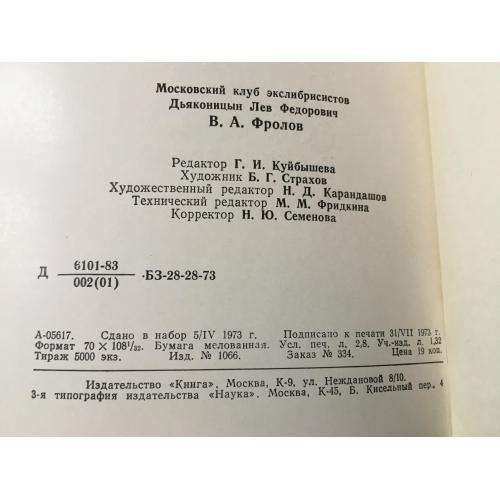 Московский клуб экслибрисистов
Дьяконицын Лев Федорович
В. А. Фролов
Редактор Г. И. Куйбышева
Художник Б. Г. Страхов
Художественный редактор Н. Д. Карандашов
Технический редактор М. М. Фридкина
Корректор Н. Ю. Семенова
Д 6101-83
002(01) ·БЗ-28-28-73
А-05617. Сдано в набор 5/IV 1973 г. Подписано к печати 31/VII 1973 г.
Формат 70 × 108¹/₃₂. Бумага мелованная. Усл. печ. л. 2,8. Уч.-изд. л. 1,32
Тираж 5000 экз. Изд. № 1066. Заказ № 334. Цена 19 коп.
Издательство «Книга». Москва, К-9, ул. Неждановой 8/10.
3-я типография издательства «Наука». Москва, К-45, Б. Кисельный пер., 4